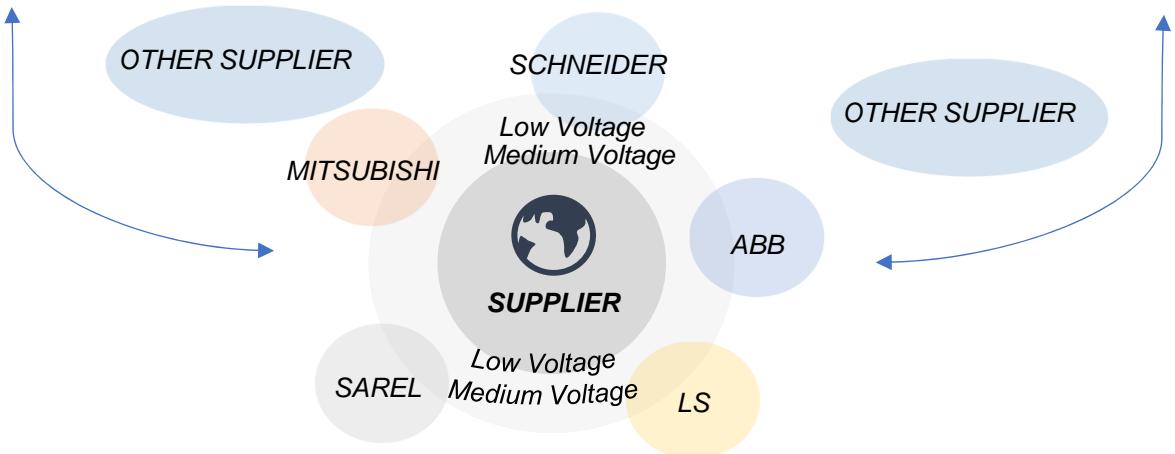 OTHER SUPPLIER
SCHNEIDER
OTHER SUPPLIER
Low Voltage
Medium Voltage
MITSUBISHI
ABB
SUPPLIER
Low Voltage
Medium Voltage
SAREL
LS